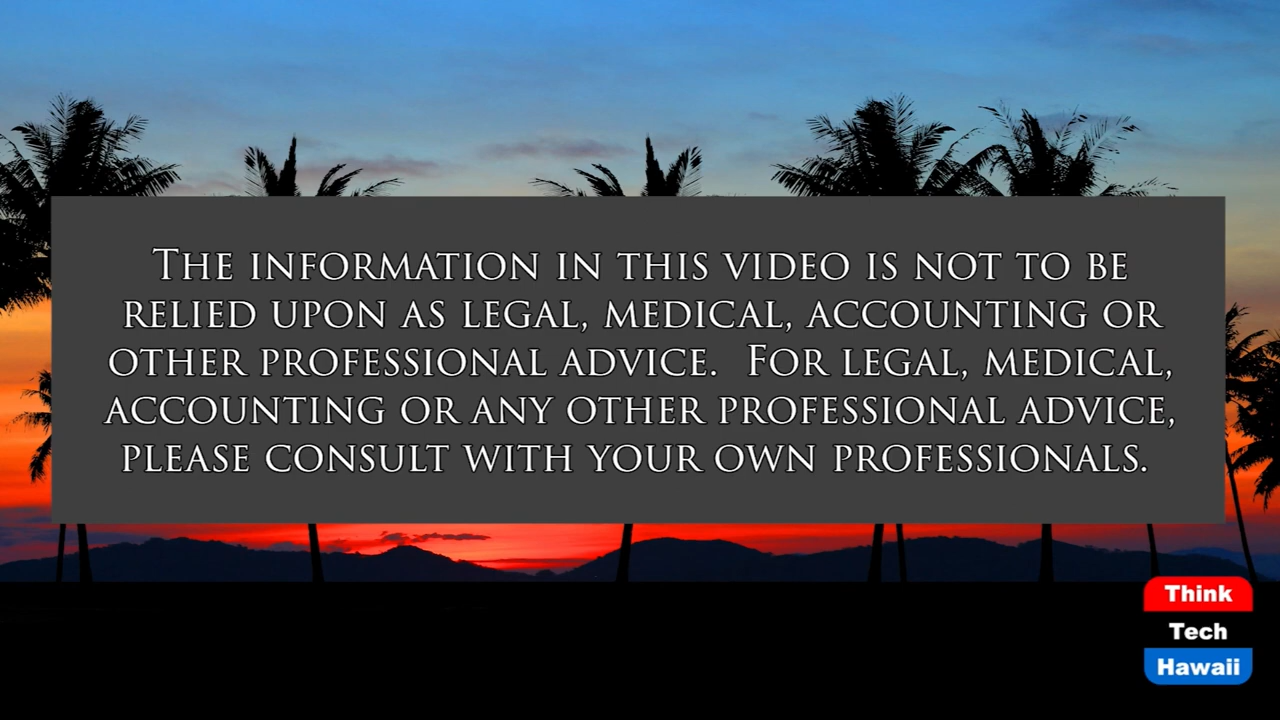 The information in this video is not to be
relied upon as legal, medical, accounting or
other professional advice.  For legal, medical,
accounting or any other professional advice,
please consult with your own professionals.
Think
Tech
Hawaii